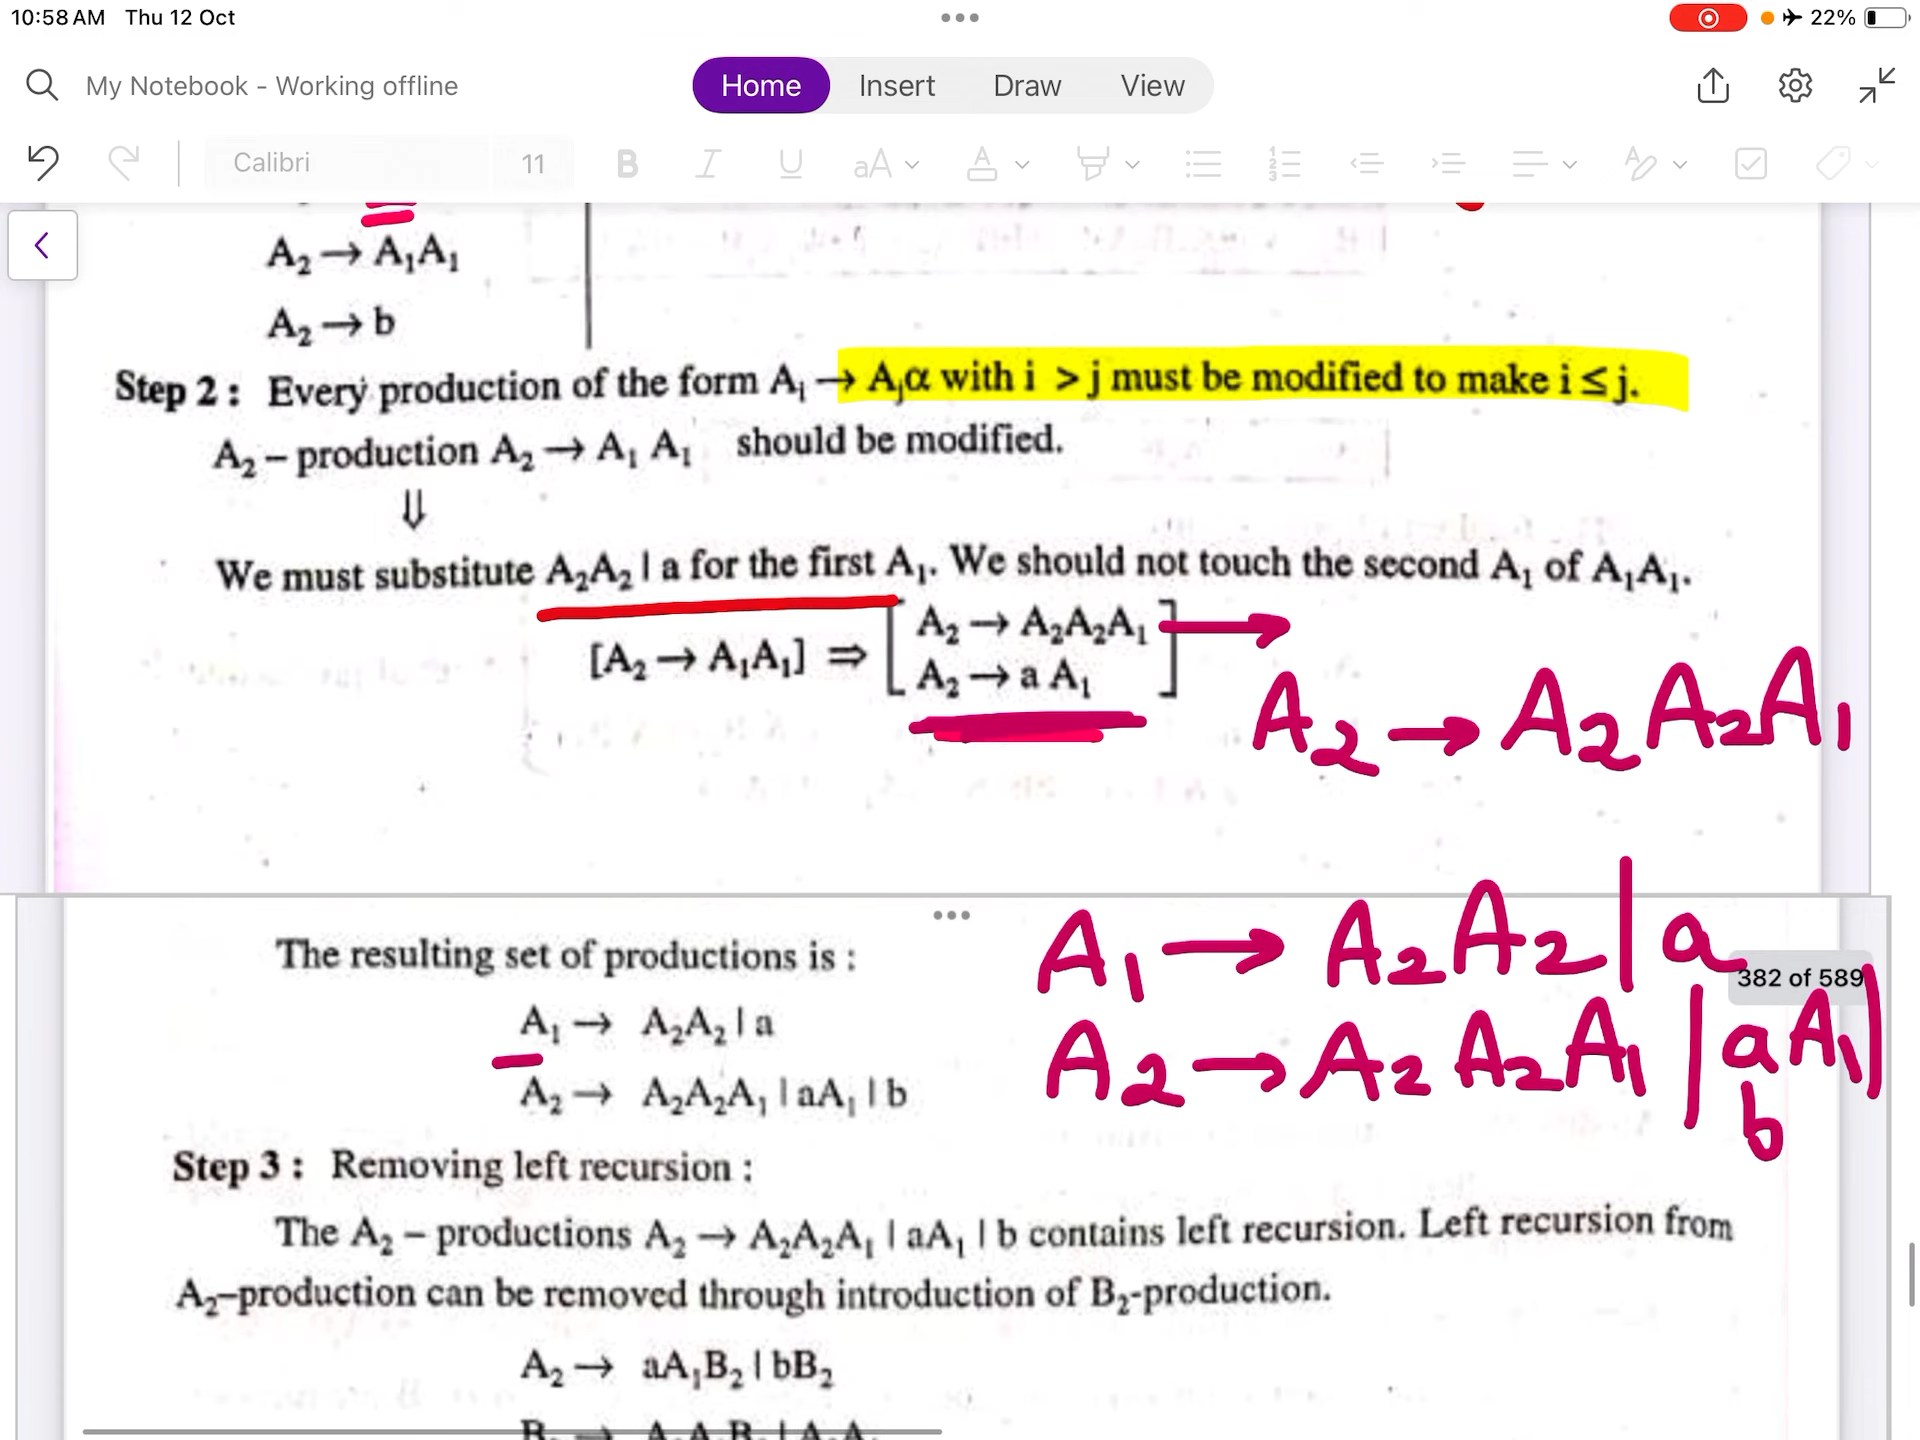 10:58 AM Thu 12 Oct
22%
My Notebook - Working offline
Home Insert Draw View
Calibri 11 B I U aA A
A₂ → A₁A₁
A₂ → b
Step 2 : Every production of the form Aᵢ → Aⱼα with i > j must be modified to make i ≤ j.
A₂ – production A₂ → A₁ A₁ should be modified.
⇓
We must substitute A₂A₂ | a for the first A₁. We should not touch the second A₁ of A₁A₁.
[A₂ → A₁A₁] ⇒ [ A₂ → A₂A₂A₁
A₂ → a A₁ ]
A₂ → A₂ A₂A₁
The resulting set of productions is :
A₁ → A₂A₂ | a
A₂ → A₂A₂A₁ | aA₁ | b
A₁ → A₂A₂ | a
382 of 589
A₂ → A₂ A₂A₁ | aA₁ |
b
Step 3 : Removing left recursion :
The A₂ – productions A₂ → A₂A₂A₁ | aA₁ | b contains left recursion. Left recursion from
A₂–production can be removed through introduction of B₂-production.
A₂ → aA₁B₂ | bB₂